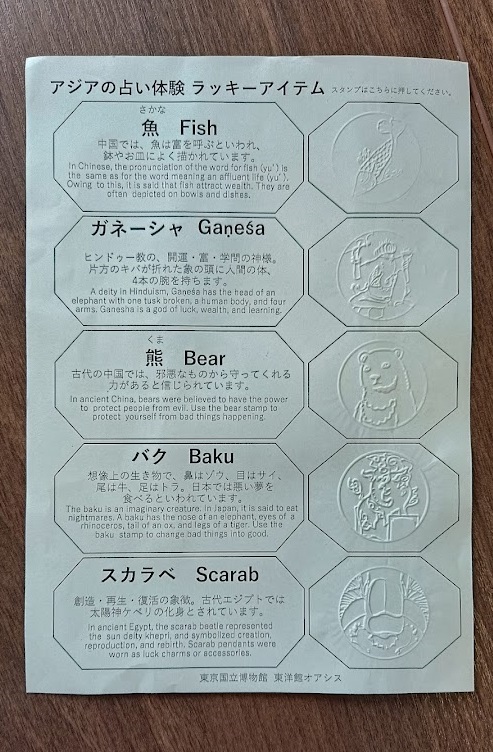 アジアの占い体験 ラッキーアイテム スタンプはこちらに押してください。
さかな
魚 Fish
中国では、魚は富を呼ぶといわれ、
鉢やお皿によく描かれています。
In Chinese, the pronunciation of the word for fish (yu´) is
the same as for the word meaning an affluent life (yu´).
Owing to this, it is said that fish attract wealth. They are
often depicted on bowls and dishes.
ガネーシャ Gaṇeśa
ヒンドゥー教の、開運・富・学問の神様。
片方のキバが折れた象の頭に人間の体、
4本の腕を持ちます。
A deity in Hinduism, Gaṇeśa has the head of an
elephant with one tusk broken, a human body, and four
arms. Ganesha is a god of luck, wealth, and learning.
くま
熊 Bear
古代の中国では、邪悪なものから守ってくれる
力があると信じられています。
In ancient China, bears were believed to have the power
to protect people from evil. Use the bear stamp to
protect yourself from bad things happening.
バク Baku
想像上の生き物で、鼻はゾウ、目はサイ、
尾は牛、足はトラ。日本では悪い夢を
食べるといわれています。
The baku is an imaginary creature. In Japan, it is said to eat
nightmares. A baku has the nose of an elephant, eyes of a
rhinoceros, tail of an ox, and legs of a tiger. Use the
baku stamp to change bad things into good.
スカラベ Scarab
創造・再生・復活の象徴。古代エジプトでは
太陽神ケペリの化身とされています。
In ancient Egypt, the scarab beetle represented
the sun deity khepri, and symbolized creation,
reproduction, and rebirth. Scarab pendants were
worn as luck charms or accessories.
東京国立博物館 東洋館オアシス